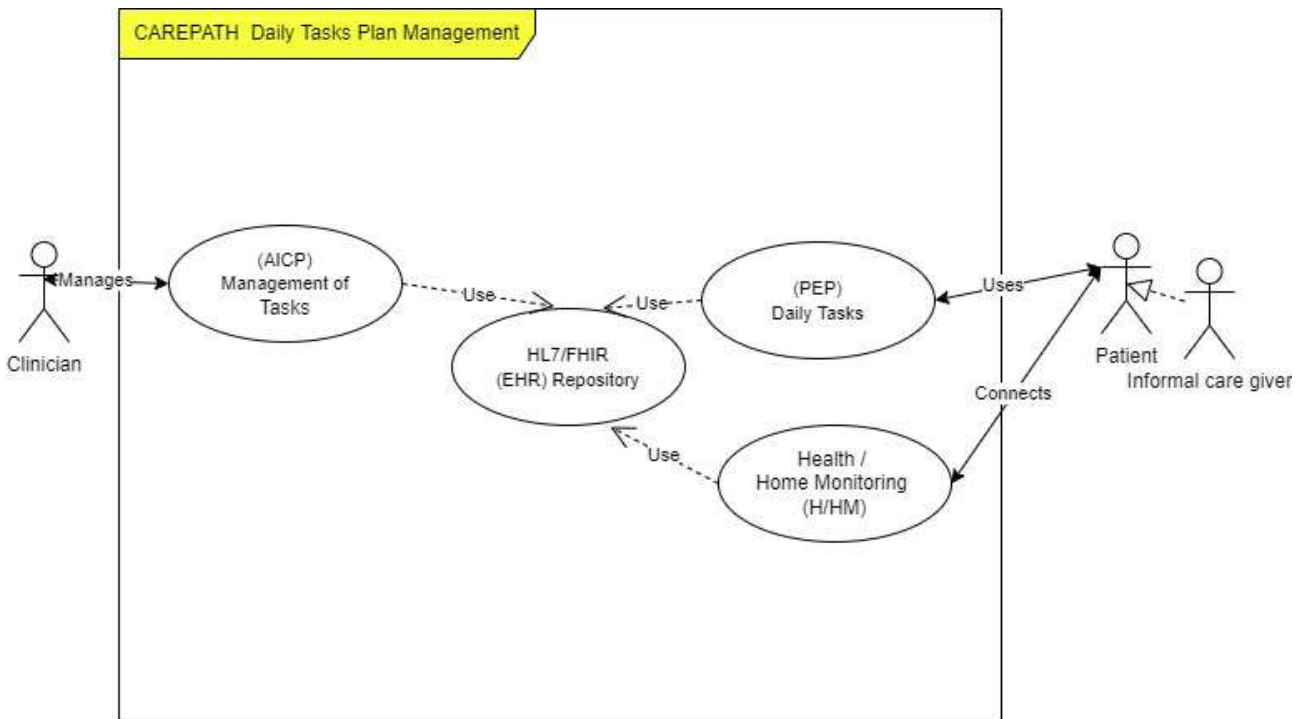 CAREPATH Daily Tasks Plan Management
(AICP)
Management of
Tasks
Manages
Clinician
Use
HL7/FHIR
(EHR) Repository
Use
(PEP)
Daily Tasks
Uses
Patient
Informal care giver
Connects
Use
Health /
Home Monitoring
(H/HM)